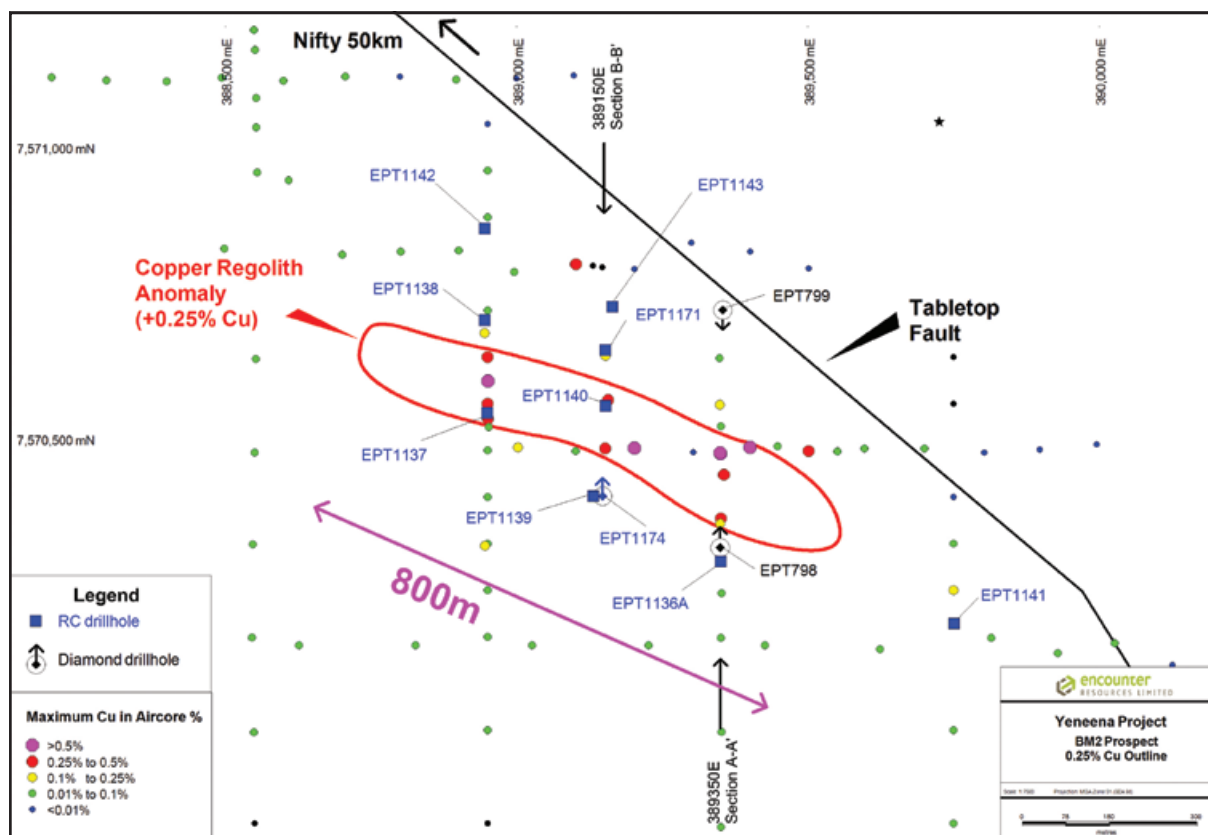 Nifty 50km
388,500 mE
389,000 mE
389,500 mE
390,000 mE
389150E
Section B-B'
7,571,000 mN
7,570,500 mN
EPT1142
EPT1143
Copper Regolith
Anomaly
(+0.25% Cu)
EPT1138
EPT1171
EPT799
Tabletop
Fault
EPT1140
EPT1137
EPT1139
EPT1174
EPT798
EPT1136A
EPT1141
800m
389350E
Section A-A'
Legend
RC drillhole
Diamond drillhole
Maximum Cu in Aircore %
>0.5%
0.25% to 0.5%
0.1% to 0.25%
0.01% to 0.1%
<0.01%
encounter
RESOURCES LIMITED
Yeneena Project
BM2 Prospect
0.25% Cu Outline
0
300
metres